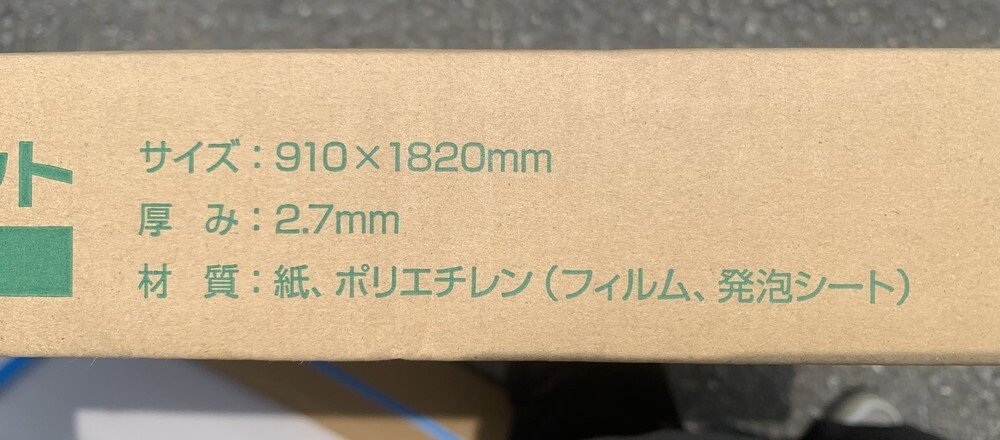 サイズ：910×1820mm
厚　み：2.7mm
材　質：紙、ポリエチレン（フィルム、発泡シート）